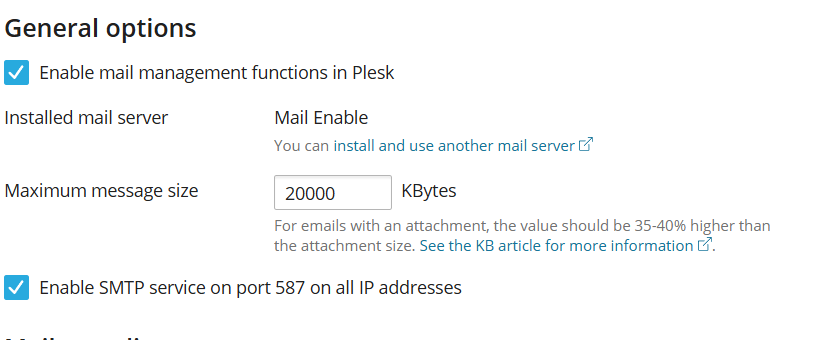 General options
Enable mail management functions in Plesk
Installed mail server
Mail Enable
You can install and use another mail server
Maximum message size
20000 KBytes
For emails with an attachment, the value should be 35-40% higher than
the attachment size. See the KB article for more information.
Enable SMTP service on port 587 on all IP addresses